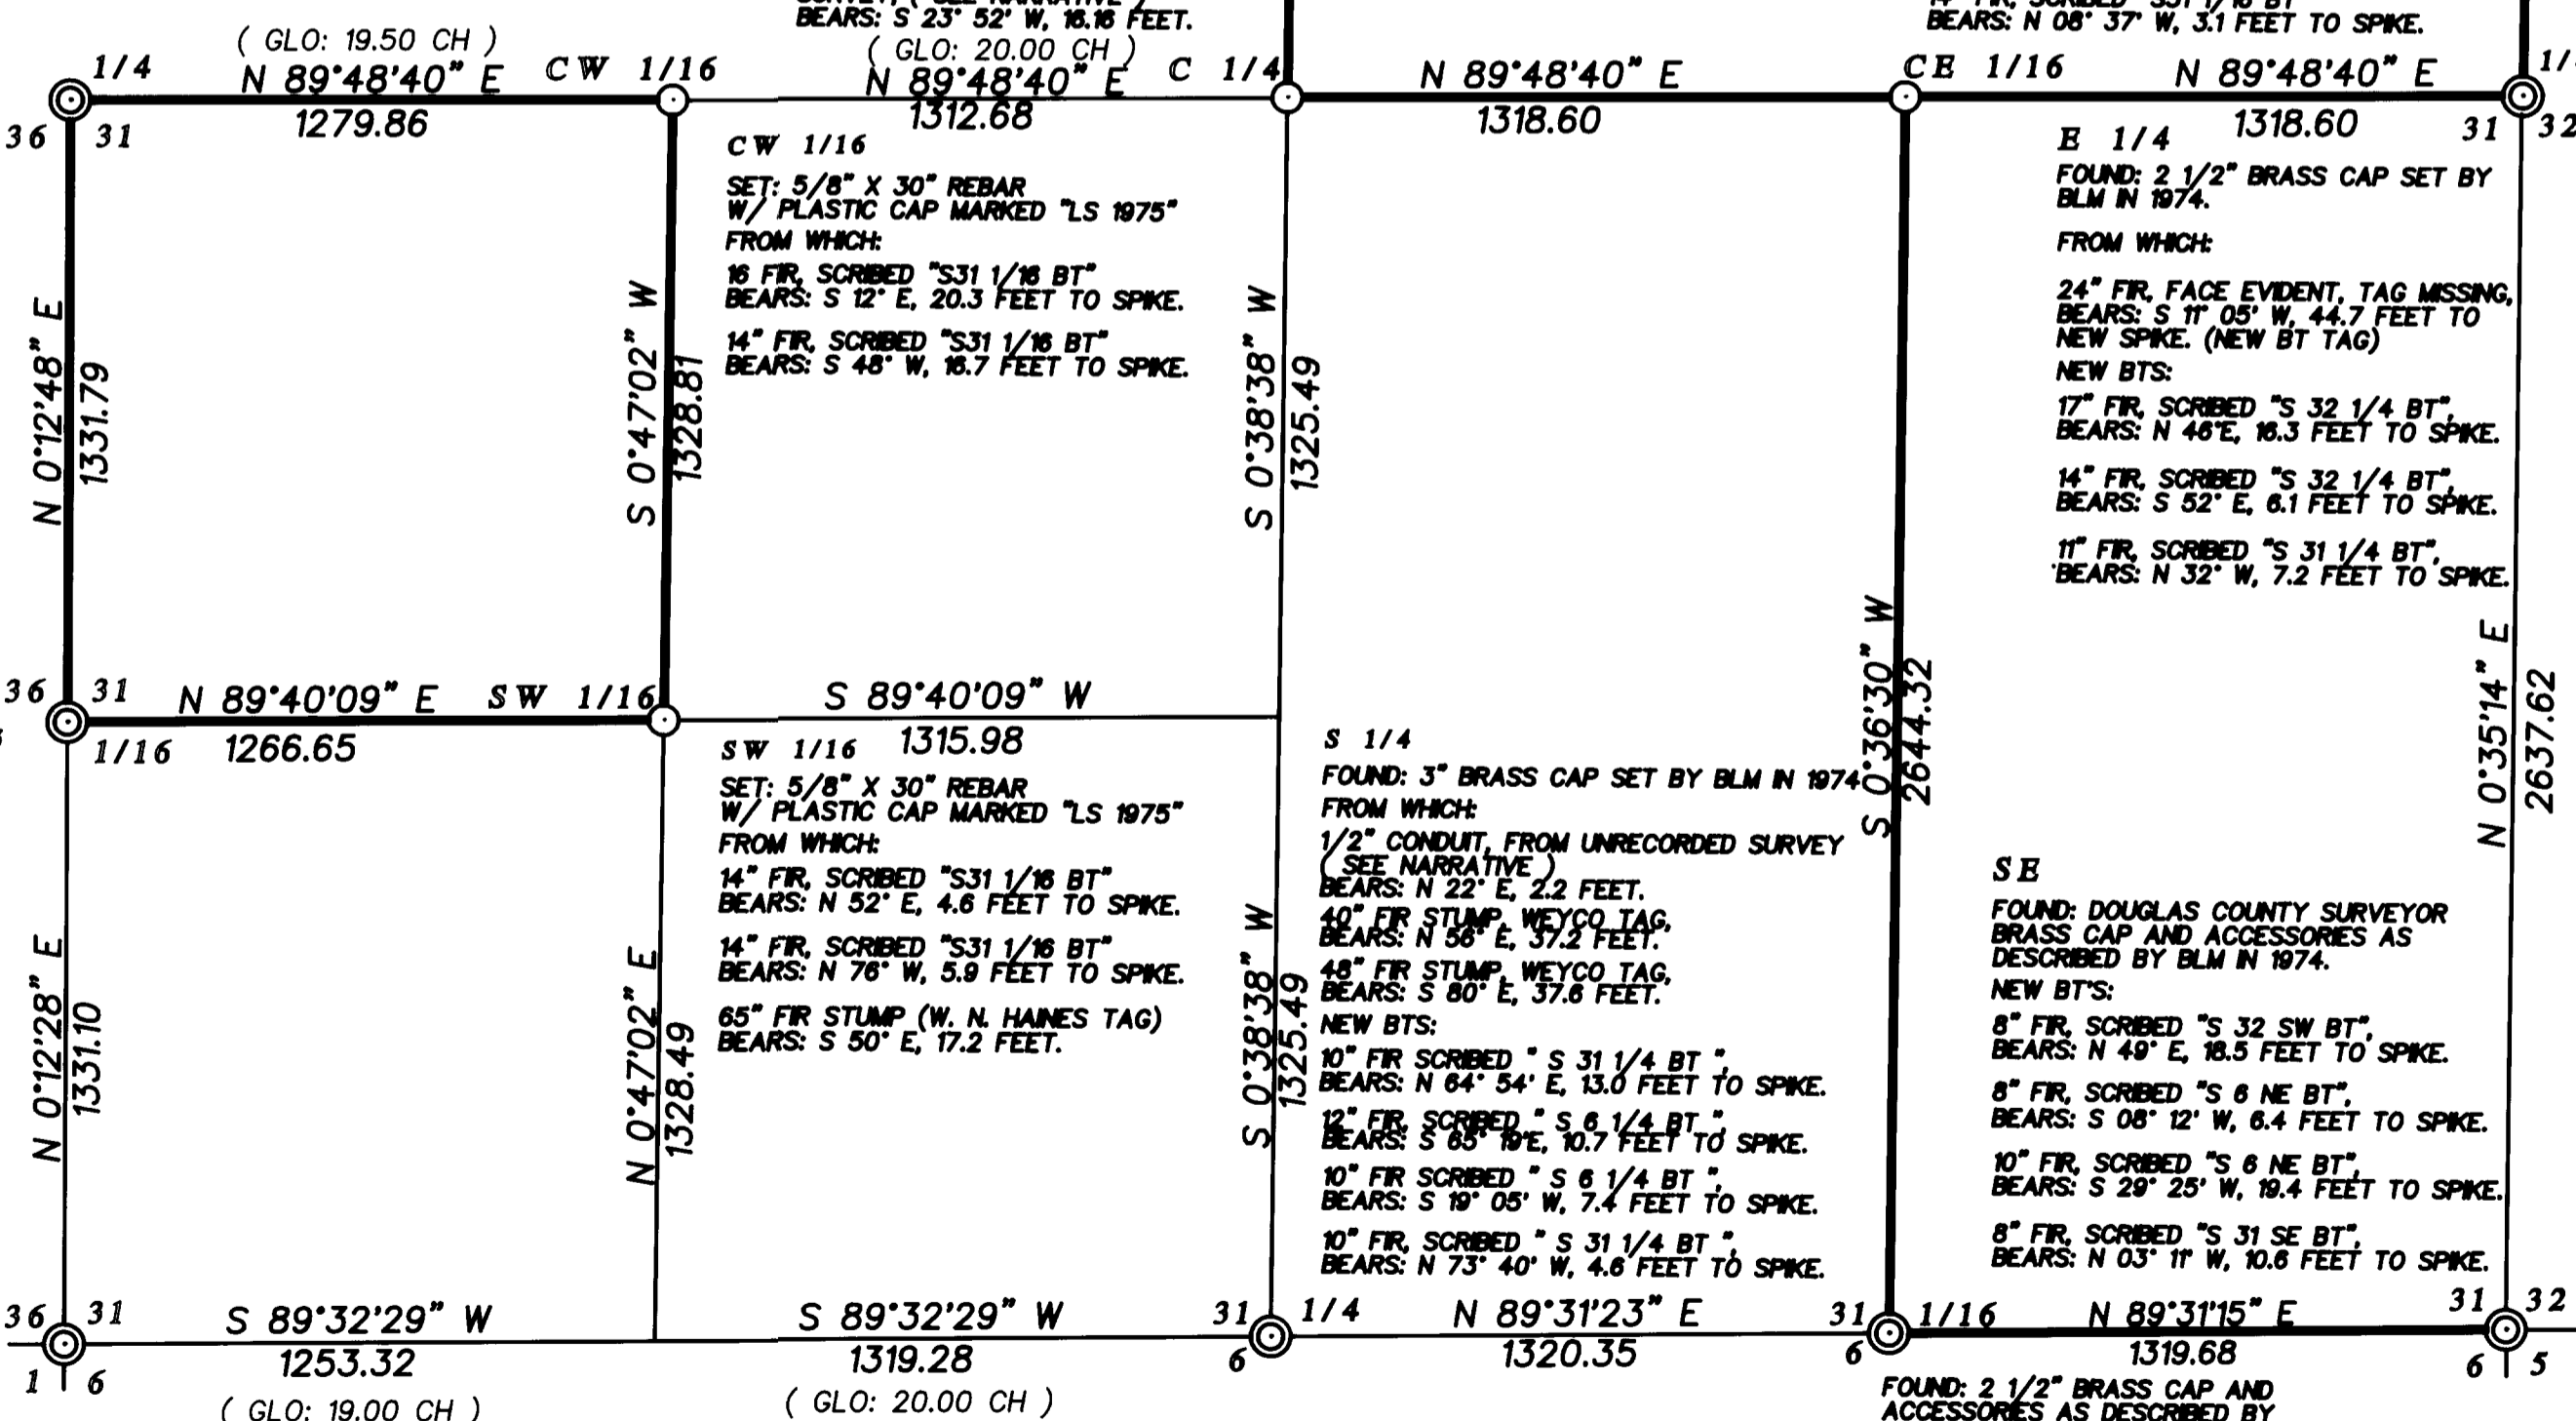 BEARS: S 23° 52' W, 16.16 FEET.
BEARS: N 08° 37' W, 3.1 FEET TO SPIKE.
( GLO: 19.50 CH )
( GLO: 20.00 CH )
1/4
N 89°48'40" E
CW 1/16
N 89°48'40" E
C 1/4
N 89°48'40" E
CE 1/16
N 89°48'40" E
36 31
1279.86
1312.68
1318.60
1318.60
31 32
CW 1/16
SET: 5/8" X 30" REBAR
W/ PLASTIC CAP MARKED "LS 1975"
FROM WHICH:
16 FIR, SCRIBED "S31 1/16 BT"
BEARS: S 12° E, 20.3 FEET TO SPIKE.
14" FIR, SCRIBED "S31 1/16 BT"
BEARS: S 48° W, 16.7 FEET TO SPIKE.
E 1/4
FOUND: 2 1/2" BRASS CAP SET BY
BLM IN 1974.
FROM WHICH:
24" FIR, FACE EVIDENT, TAG MISSING,
BEARS: S 11° 05' W, 44.7 FEET TO
NEW SPIKE. (NEW BT TAG)
NEW BTS:
17" FIR, SCRIBED "S 32 1/4 BT",
BEARS: N 46°E, 16.3 FEET TO SPIKE.
14" FIR, SCRIBED "S 32 1/4 BT",
BEARS: S 52° E, 6.1 FEET TO SPIKE.
11" FIR, SCRIBED "S 31 1/4 BT",
BEARS: N 32° W, 7.2 FEET TO SPIKE.
N 0°12'48" E
1331.79
S 0°47'02" W
1328.81
S 0°38'38" W
1325.49
S 0°36'30" W
2644.32
N 0°35'14" E
2637.62
36 31
N 89°40'09" E
SW 1/16
S 89°40'09" W
1/16
1266.65
1315.98
SW 1/16
SET: 5/8" X 30" REBAR
W/ PLASTIC CAP MARKED "LS 1975"
FROM WHICH:
14" FIR, SCRIBED "S31 1/16 BT"
BEARS: N 52° E, 4.6 FEET TO SPIKE.
14" FIR, SCRIBED "S31 1/16 BT"
BEARS: N 76° W, 5.9 FEET TO SPIKE.
65" FIR STUMP (W. N. HAINES TAG)
BEARS: S 50° E, 17.2 FEET.
S 1/4
FOUND: 3" BRASS CAP SET BY BLM IN 1974
FROM WHICH:
1/2" CONDUIT, FROM UNRECORDED SURVEY
( SEE NARRATIVE )
BEARS: N 22° E, 2.2 FEET.
40" FIR STUMP, WEYCO TAG,
BEARS: N 56° E, 37.2 FEET.
48" FIR STUMP, WEYCO TAG,
BEARS: S 80° E, 37.6 FEET.
NEW BTS:
10" FIR SCRIBED " S 31 1/4 BT ",
BEARS: N 64° 54' E, 13.0 FEET TO SPIKE.
12" FIR, SCRIBED " S 6 1/4 BT ",
BEARS: S 65° 19'E, 10.7 FEET TO SPIKE.
10" FIR SCRIBED " S 6 1/4 BT ",
BEARS: S 19° 05' W, 7.4 FEET TO SPIKE.
10" FIR, SCRIBED " S 31 1/4 BT ",
BEARS: N 73° 40' W, 4.6 FEET TO SPIKE.
SE
FOUND: DOUGLAS COUNTY SURVEYOR
BRASS CAP AND ACCESSORIES AS
DESCRIBED BY BLM IN 1974.
NEW BT'S:
8" FIR, SCRIBED "S 32 SW BT",
BEARS: N 49° E, 18.5 FEET TO SPIKE.
8" FIR, SCRIBED "S 6 NE BT",
BEARS: S 08° 12' W, 6.4 FEET TO SPIKE.
10" FIR, SCRIBED "S 6 NE BT",
BEARS: S 29° 25' W, 19.4 FEET TO SPIKE.
8" FIR, SCRIBED "S 31 SE BT",
BEARS: N 03° 11' W, 10.6 FEET TO SPIKE.
N 0°12'28" E
1331.10
N 0°47'02" E
1328.49
S 0°38'38" W
1325.49
36 31
S 89°32'29" W
S 89°32'29" W
31 1/4
N 89°31'23" E
31 1/16
N 89°31'15" E
31 32
1 6
1253.32
1319.28
6
1320.35
6
1319.68
6 5
( GLO: 19.00 CH )
( GLO: 20.00 CH )
FOUND: 2 1/2" BRASS CAP AND
ACCESSORIES AS DESCRIBED BY